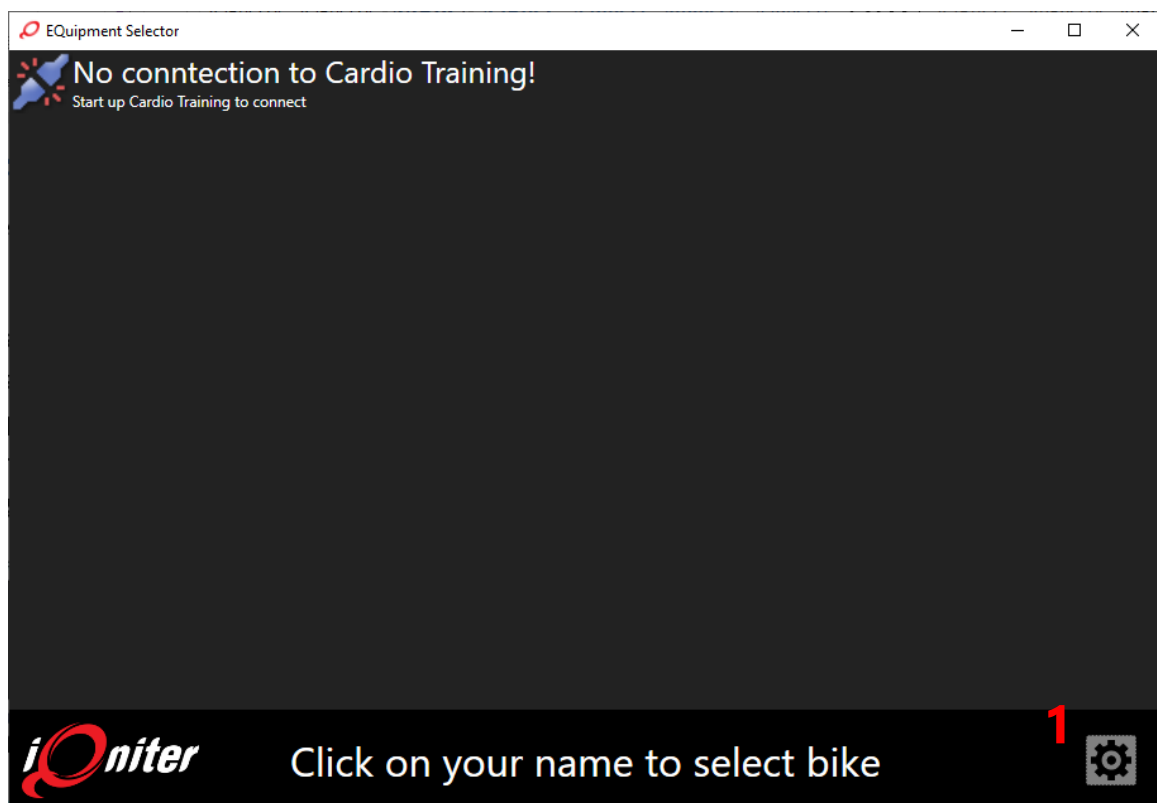 EQuipment Selector
No conntection to Cardio Training!
Start up Cardio Training to connect
1
iQniter
Click on your name to select bike